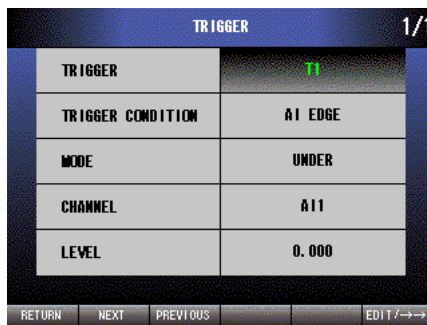 TRIGGER 1/1
TRIGGER T1
TRIGGER CONDITION AI EDGE
MODE UNDER
CHANNEL AI1
LEVEL 0.000
RETURN NEXT PREVIOUS EDIT/→→